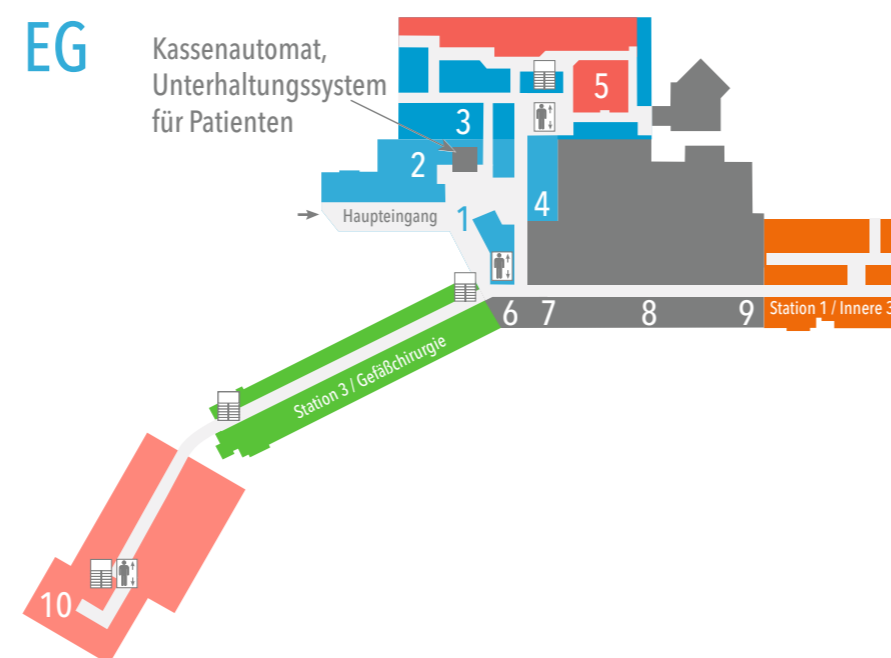 EG
Kassenautomat,
Unterhaltungssystem
für Patienten
5
3
2
4
1
Haupteingang
6 7 8 9
Station 1 / Innere 3
Station 3 / Gefäßchirurgie
10